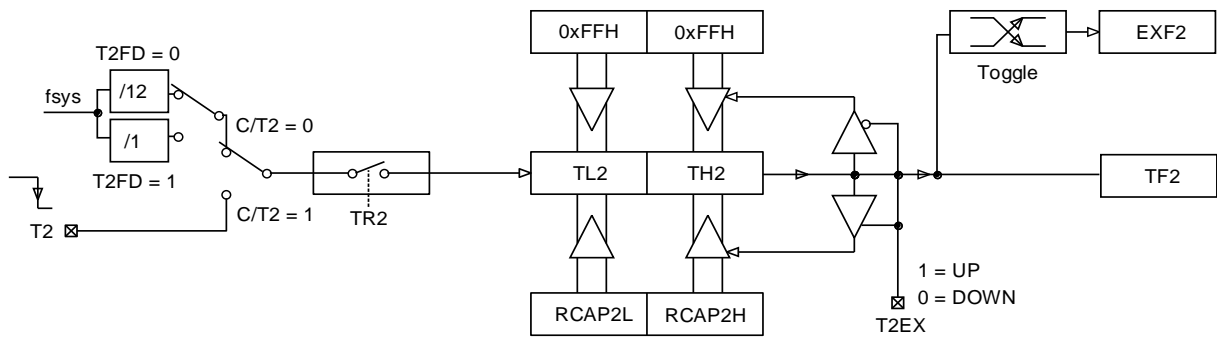 0xFFH 0xFFH EXF2
T2FD = 0
Toggle
fsys /12
C/T2 = 0
/1
T2FD = 1 TL2 TH2 TF2
C/T2 = 1 TR2
T2
1 = UP
0 = DOWN
RCAP2L RCAP2H
T2EX